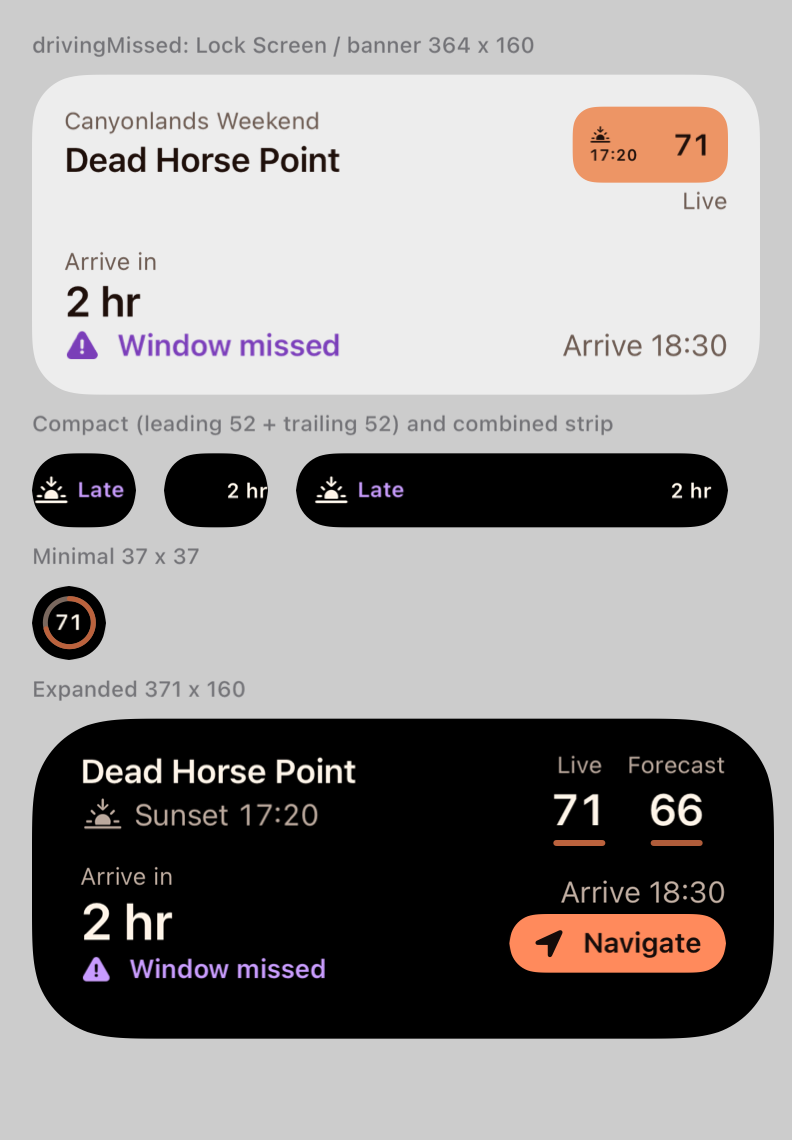 drivingMissed: Lock Screen / banner 364 x 160
Canyonlands Weekend
Dead Horse Point
17:20
71
Live
Arrive in
2 hr
Window missed
Arrive 18:30
Compact (leading 52 + trailing 52) and combined strip
Late
2 hr
Late
2 hr
Minimal 37 x 37
71
Expanded 371 x 160
Dead Horse Point
Sunset 17:20
Live
Forecast
71
66
Arrive in
2 hr
Window missed
Arrive 18:30
Navigate